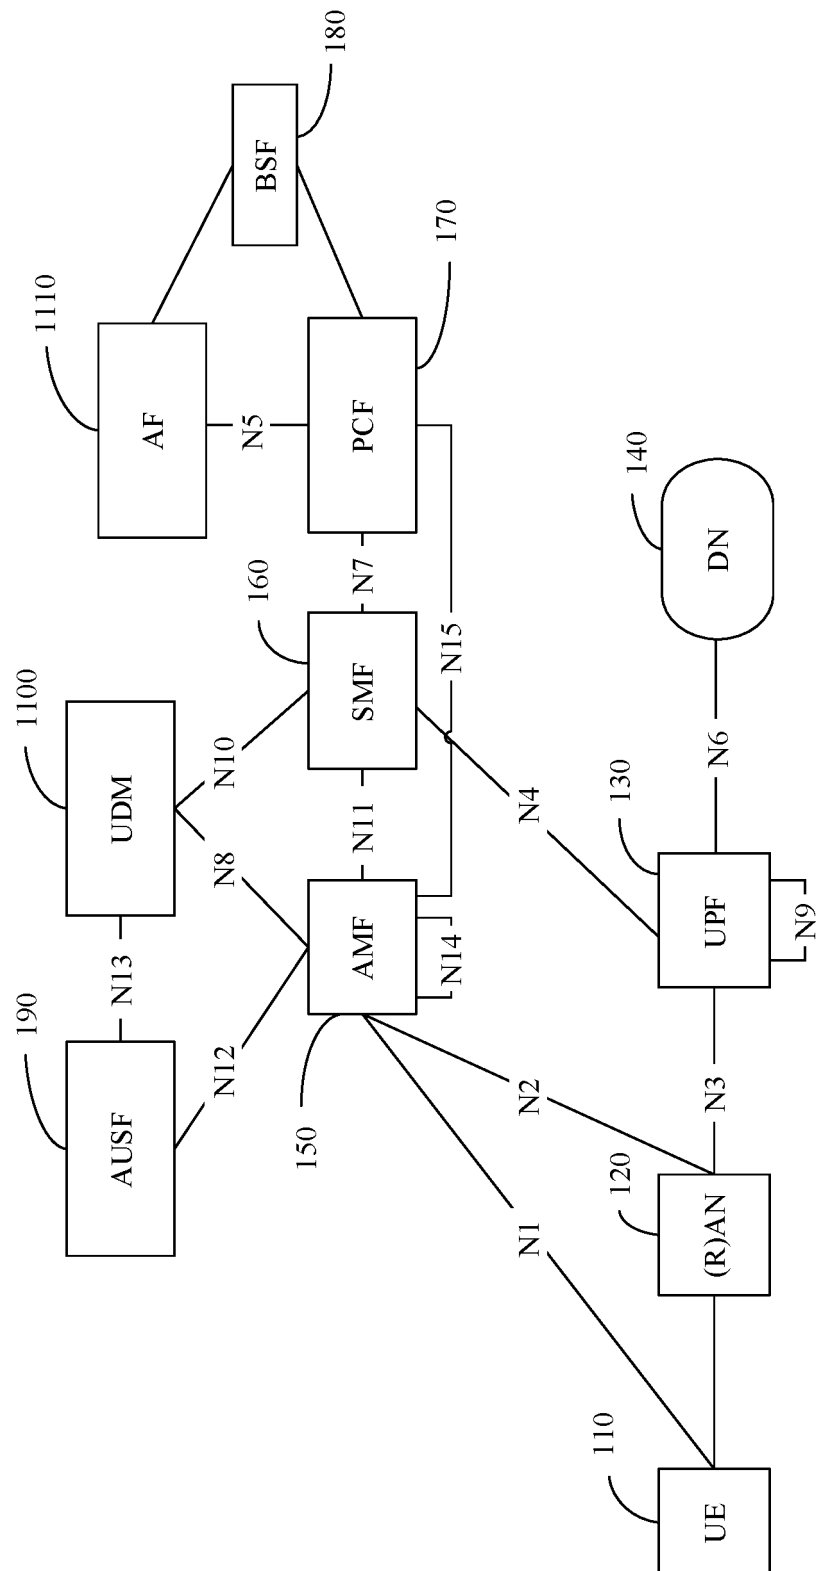 190
1100
1110
AUSF
N13
UDM
AF
180
BSF
N12
N8
N10
N5
150
160
170
AMF
N11
SMF
N7
PCF
N14
N15
N1
N2
N4
110
120
130
140
UE
(R)AN
N3
UPF
N6
DN
N9